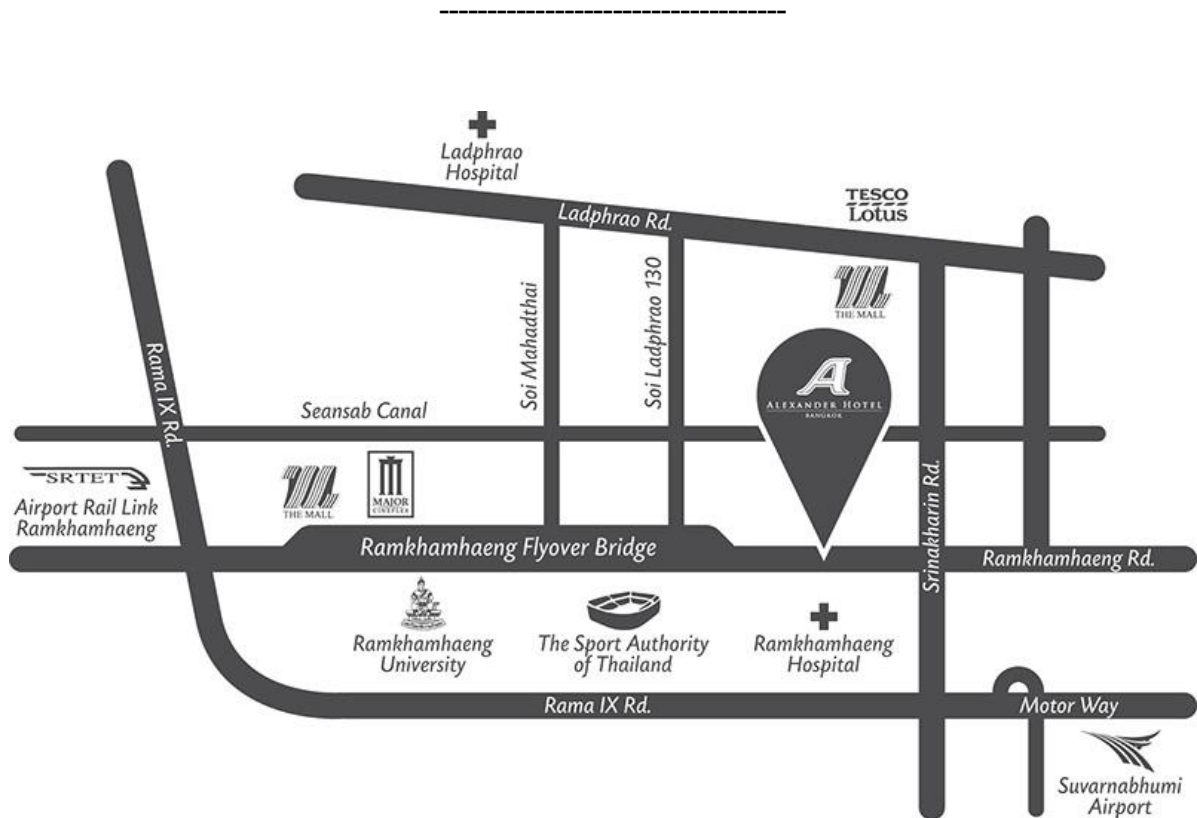 Ladphrao
Hospital
TESCO
Lotus
Ladphrao Rd.
THE MALL
Soi Mahadthai
Soi Ladphrao 130
Rama IX Rd.
A
ALEXANDER HOTEL
BANGKOK
Seansab Canal
SRTET
Airport Rail Link
Ramkhamhaeng
THE MALL
MAJOR
CINEPLEX
Srinakharin Rd.
Ramkhamhaeng Flyover Bridge
Ramkhamhaeng Rd.
Ramkhamhaeng
University
The Sport Authority
of Thailand
Ramkhamhaeng
Hospital
Rama IX Rd.
Motor Way
Suvarnabhumi
Airport